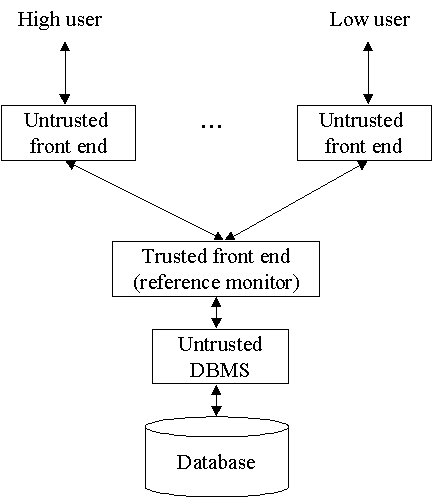 High user
Low user
Untrusted
front end
...
Untrusted
front end
Trusted front end
(reference monitor)
Untrusted
DBMS
Database